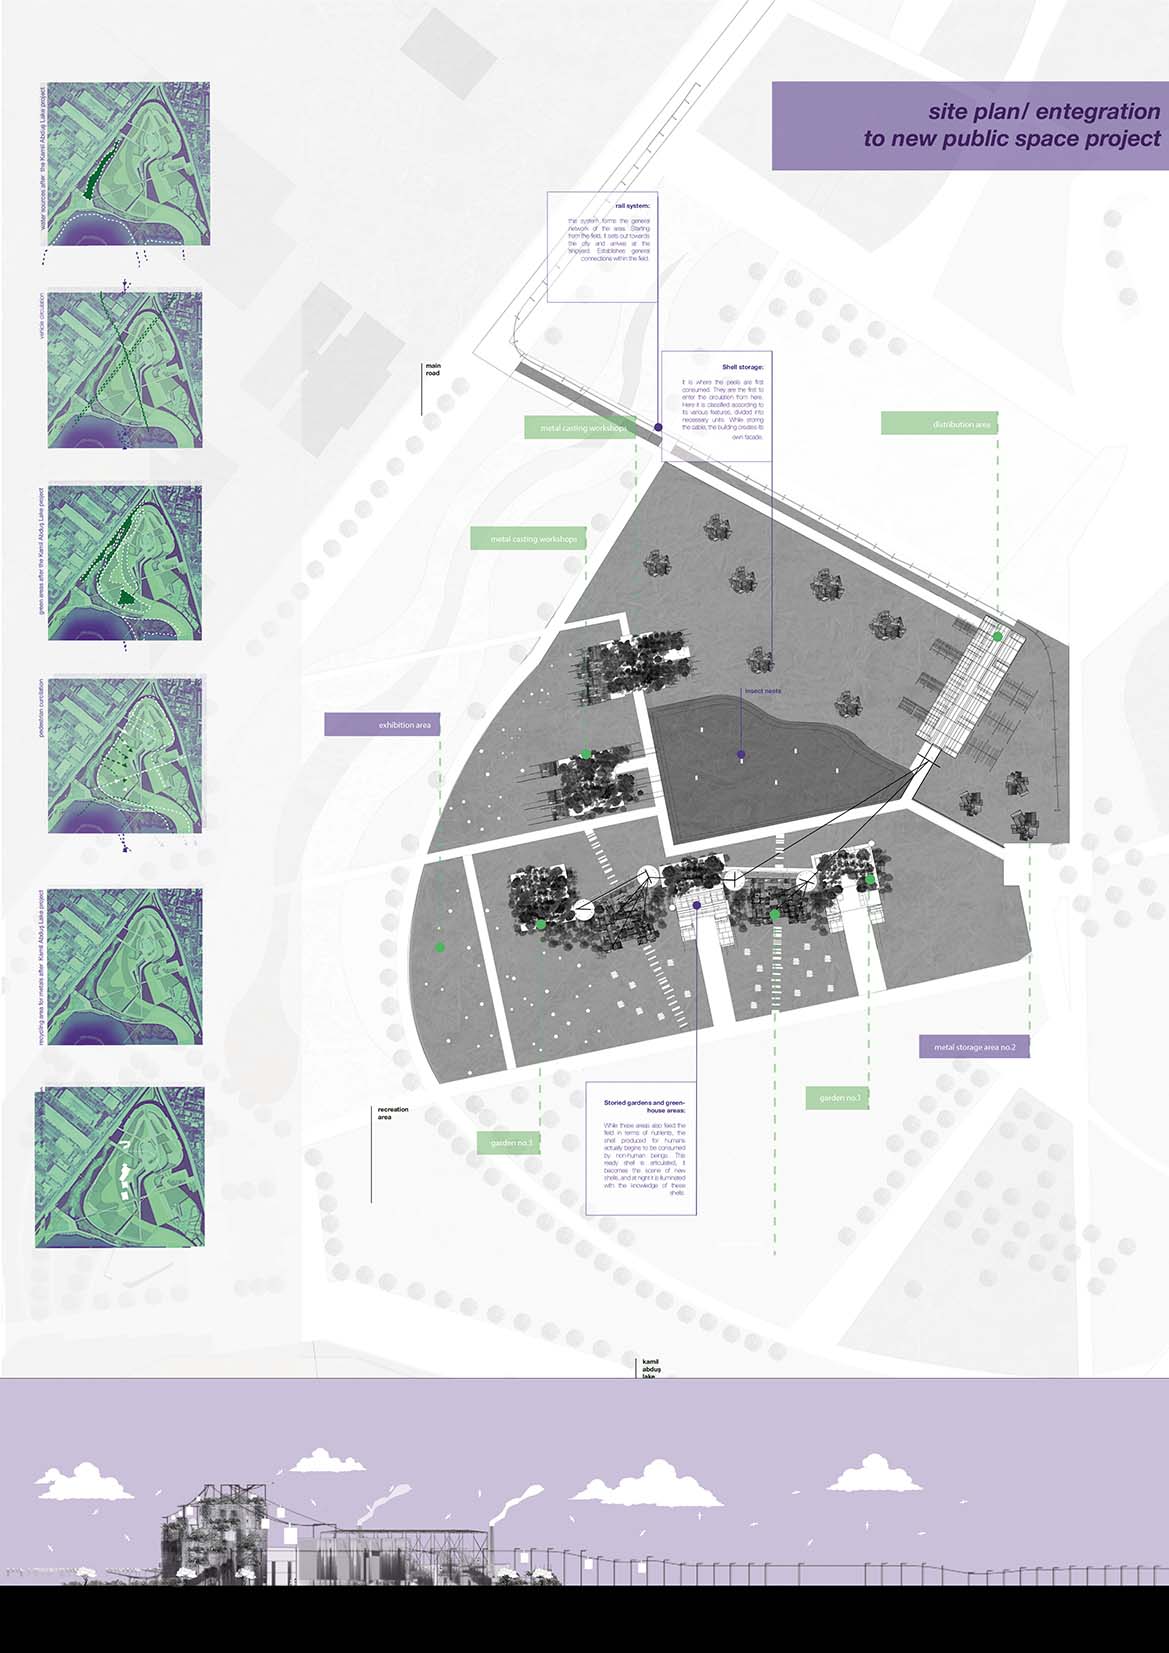 site plan/ entegration
to new public space project
water sources after the Kamil Abduş Lake project
vehicle circulation
green areas after the Kamil Abduş Lake project
pedestrian curcilation
recycling area for metals after Kamil Abduş Lake project
rail system:
this system forms the general
network of the area. Starting
from the field. It sets out towards
the city and arrives at the
shipyard. Establishes general
connections within the field.
main
road
Shell storage:
It is where the peels are first
consumed. They are the first to
enter the circulation from here.
Here it is classified according to
its various features, divided into
necessary units. While storing
the cable, the building creates its
own facade.
metal casting workshops
distribution area
metal casting workshops
insect nests
exhibition area
metal storage area no.2
garden no.1
garden no.3
recreation
area
Storied gardens and green-
house areas:
While these areas also feed the
field in terms of nutrients, the
shell produced for humans
actually begins to be consumed
by non-human beings. This
ready shell is articulated, it
becomes the scene of new
shells, and at night it is illuminated
with the knowledge of these
shells.
kamil
abduş
lake